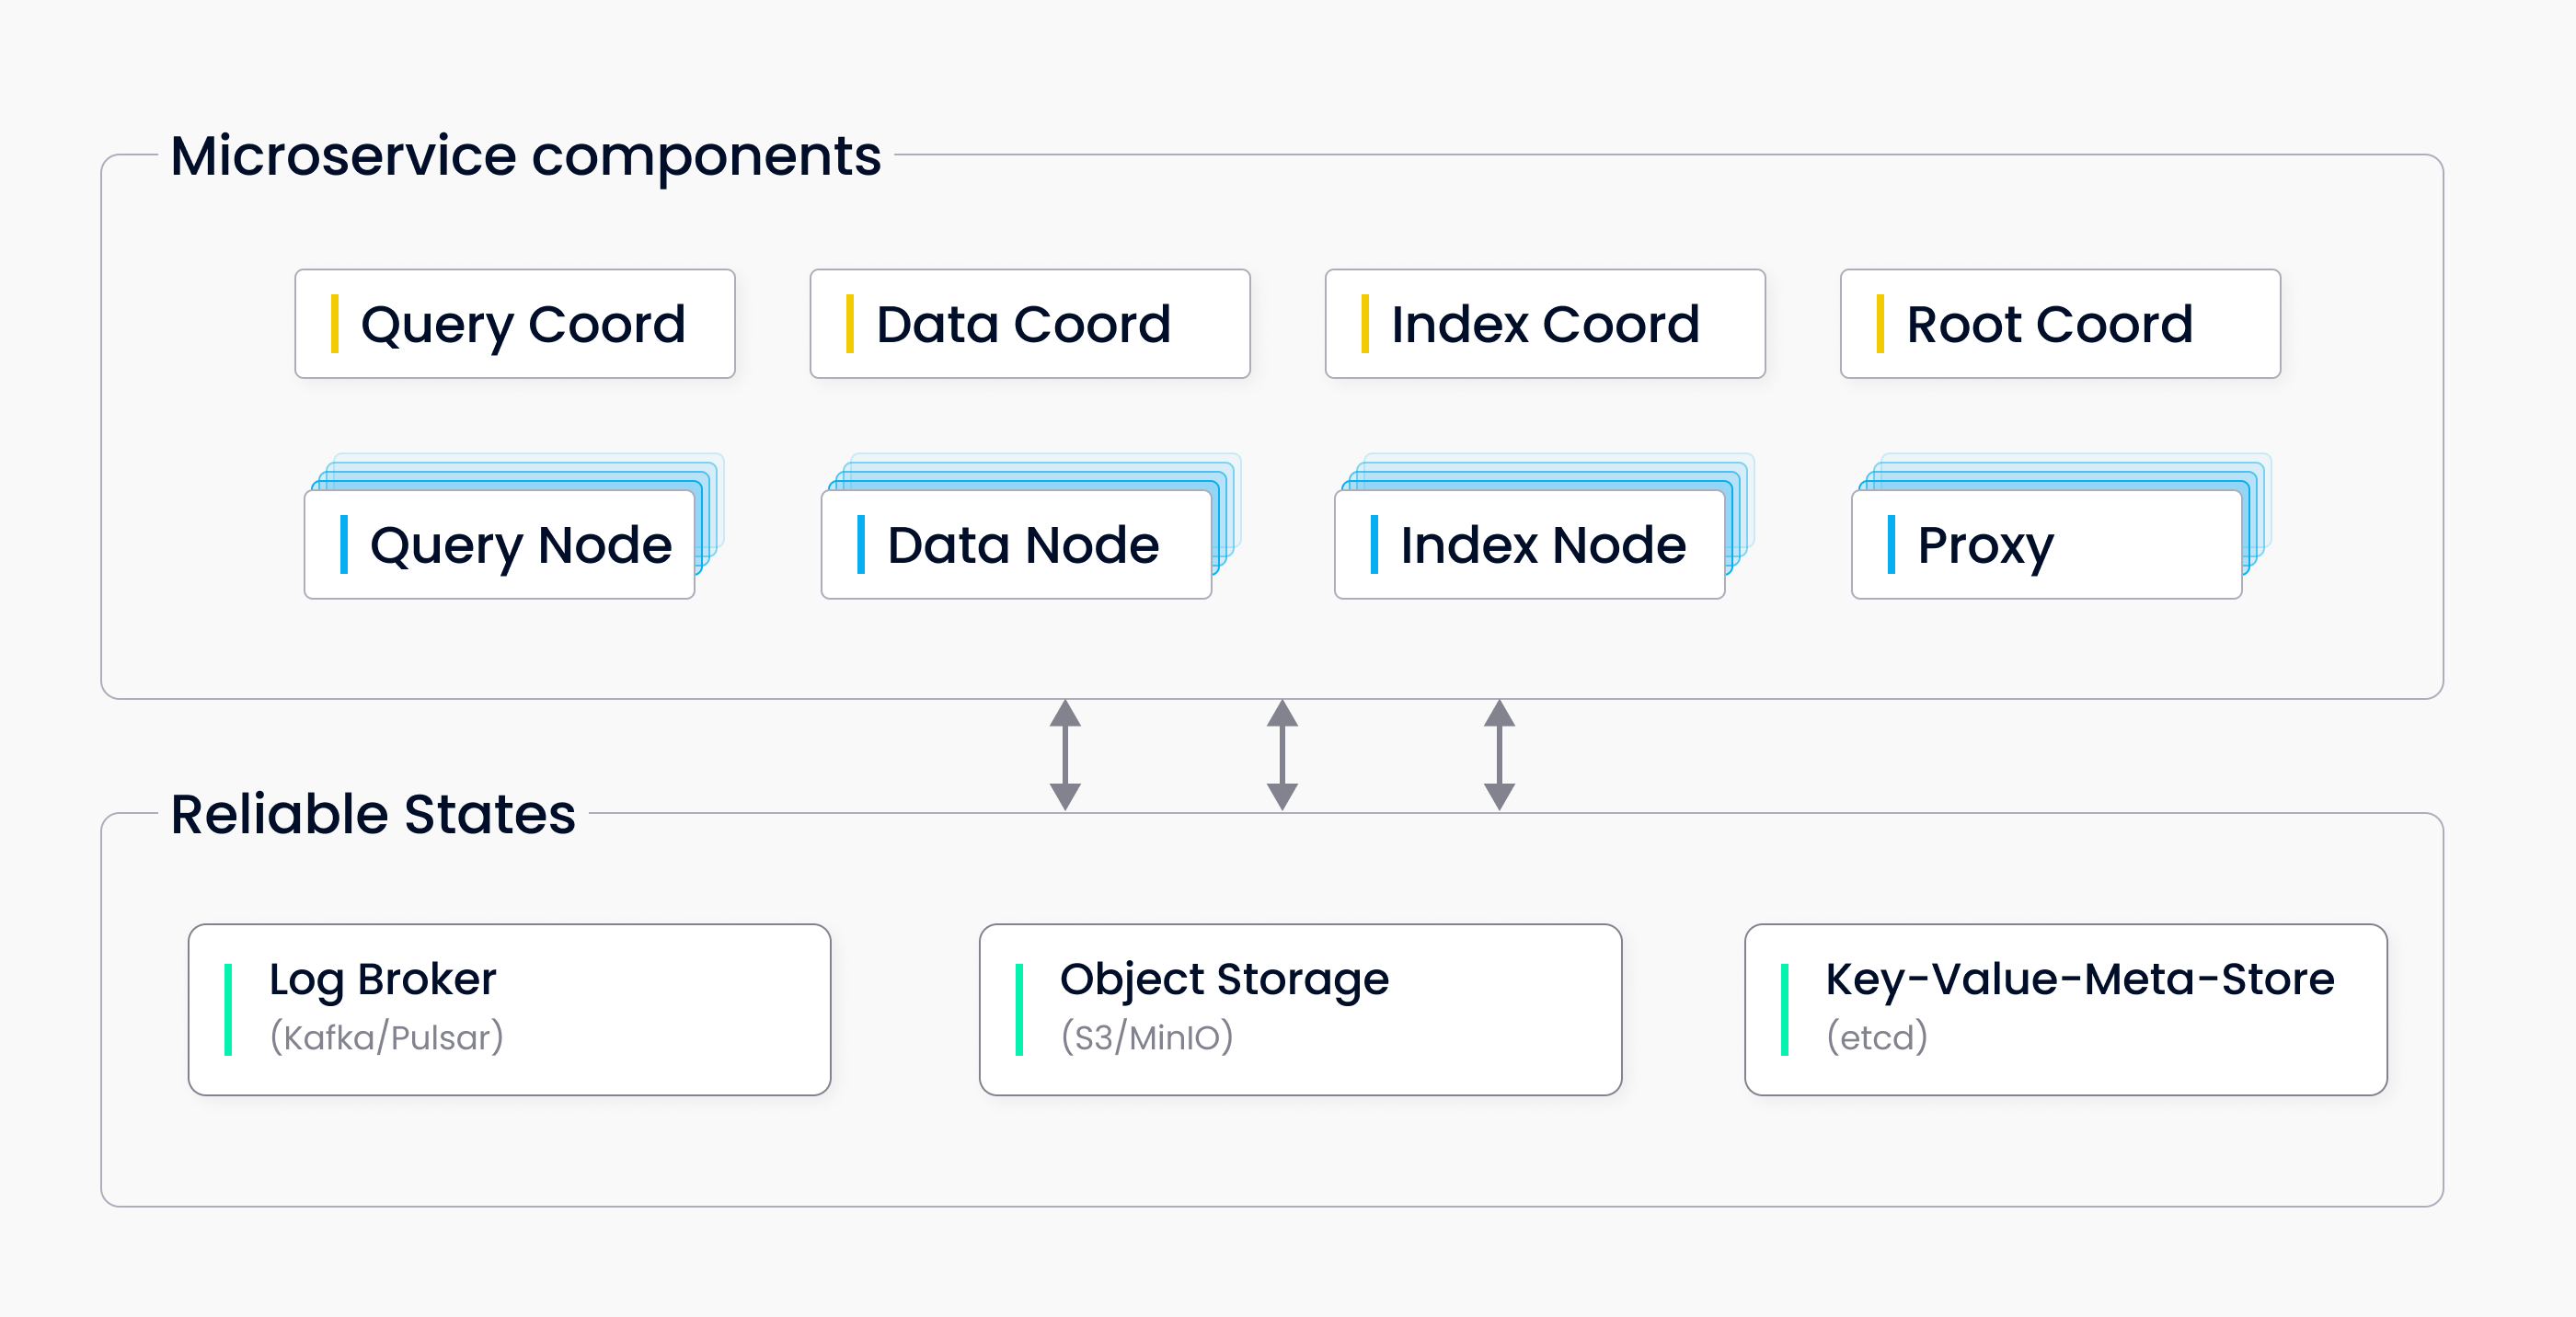 Microservice components
Query Coord
Data Coord
Index Coord
Root Coord
Query Node
Data Node
Index Node
Proxy
Reliable States
Log Broker
(Kafka/Pulsar)
Object Storage
(S3/MinIO)
Key-Value-Meta-Store
(etcd)